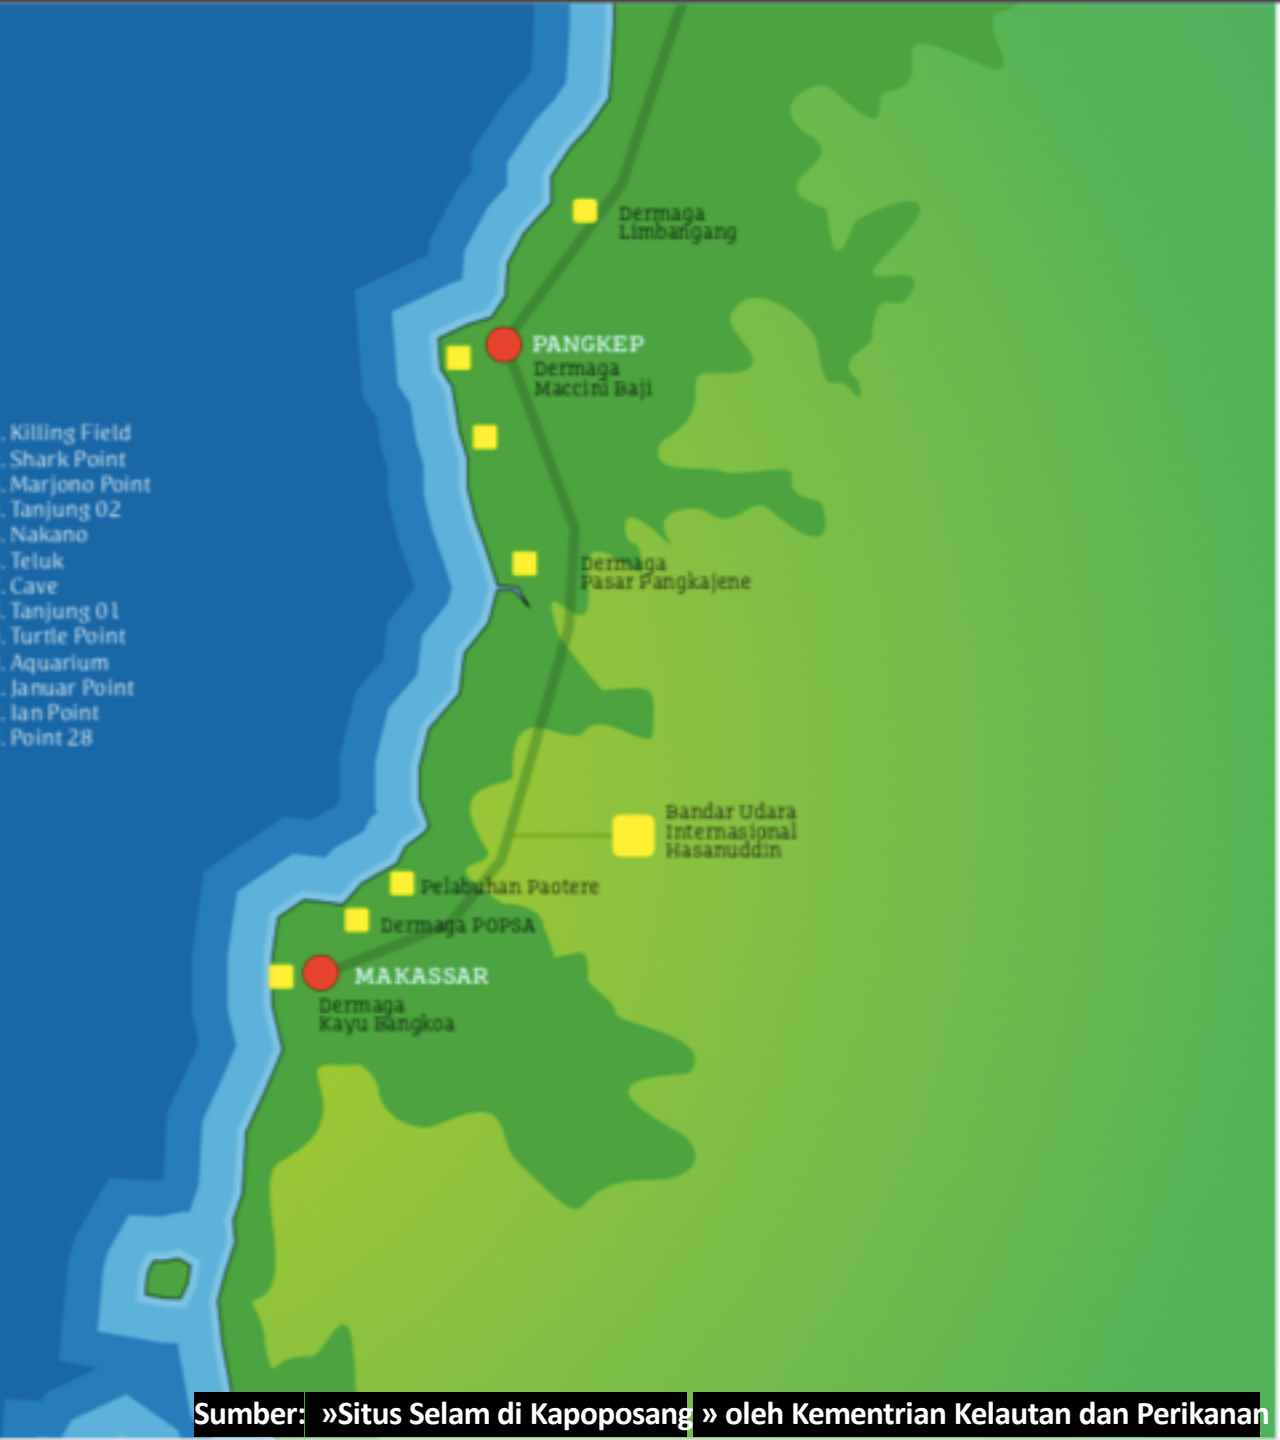 Dermaga
Limbangang
PANGKEP
Dermaga
Maccini Baji
. Killing Field
. Shark Point
. Marjono Point
. Tanjung 02
. Nakano
. Teluk
. Cave
. Tanjung 01
. Turtle Point
. Aquarium
. Januar Point
. Ian Point
. Point 28
Dermaga
Pasar Pangkajene
Bandar Udara
Internasional
Hasanuddin
Pelabuhan Paotere
Dermaga POPSA
MAKASSAR
Dermaga
Kayu Bangkoa
Sumber: »Situs Selam di Kapoposang » oleh Kementrian Kelautan dan Perikanan